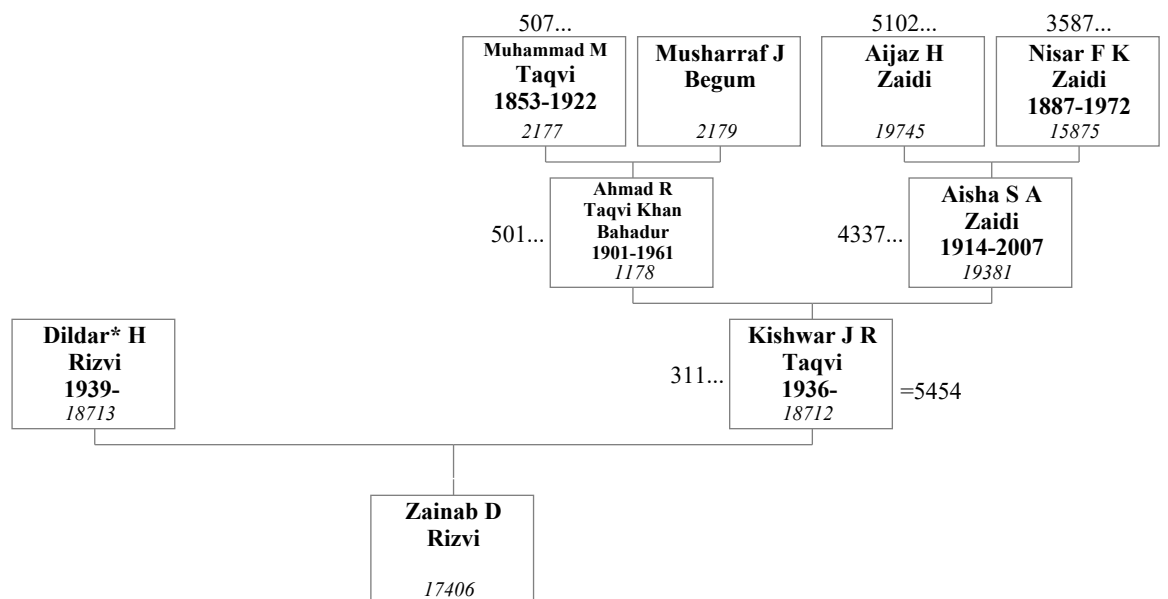 507...
5102...
3587...
Muhammad M
Taqvi
1853-1922
2177
Musharraf J
Begum
2179
Aijaz H
Zaidi
19745
Nisar F K
Zaidi
1887-1972
15875
501...
Ahmad R
Taqvi Khan
Bahadur
1901-1961
1178
4337...
Aisha S A
Zaidi
1914-2007
19381
Dildar* H
Rizvi
1939-
18713
311...
Kishwar J R
Taqvi
1936-
18712
=5454
Zainab D
Rizvi
17406